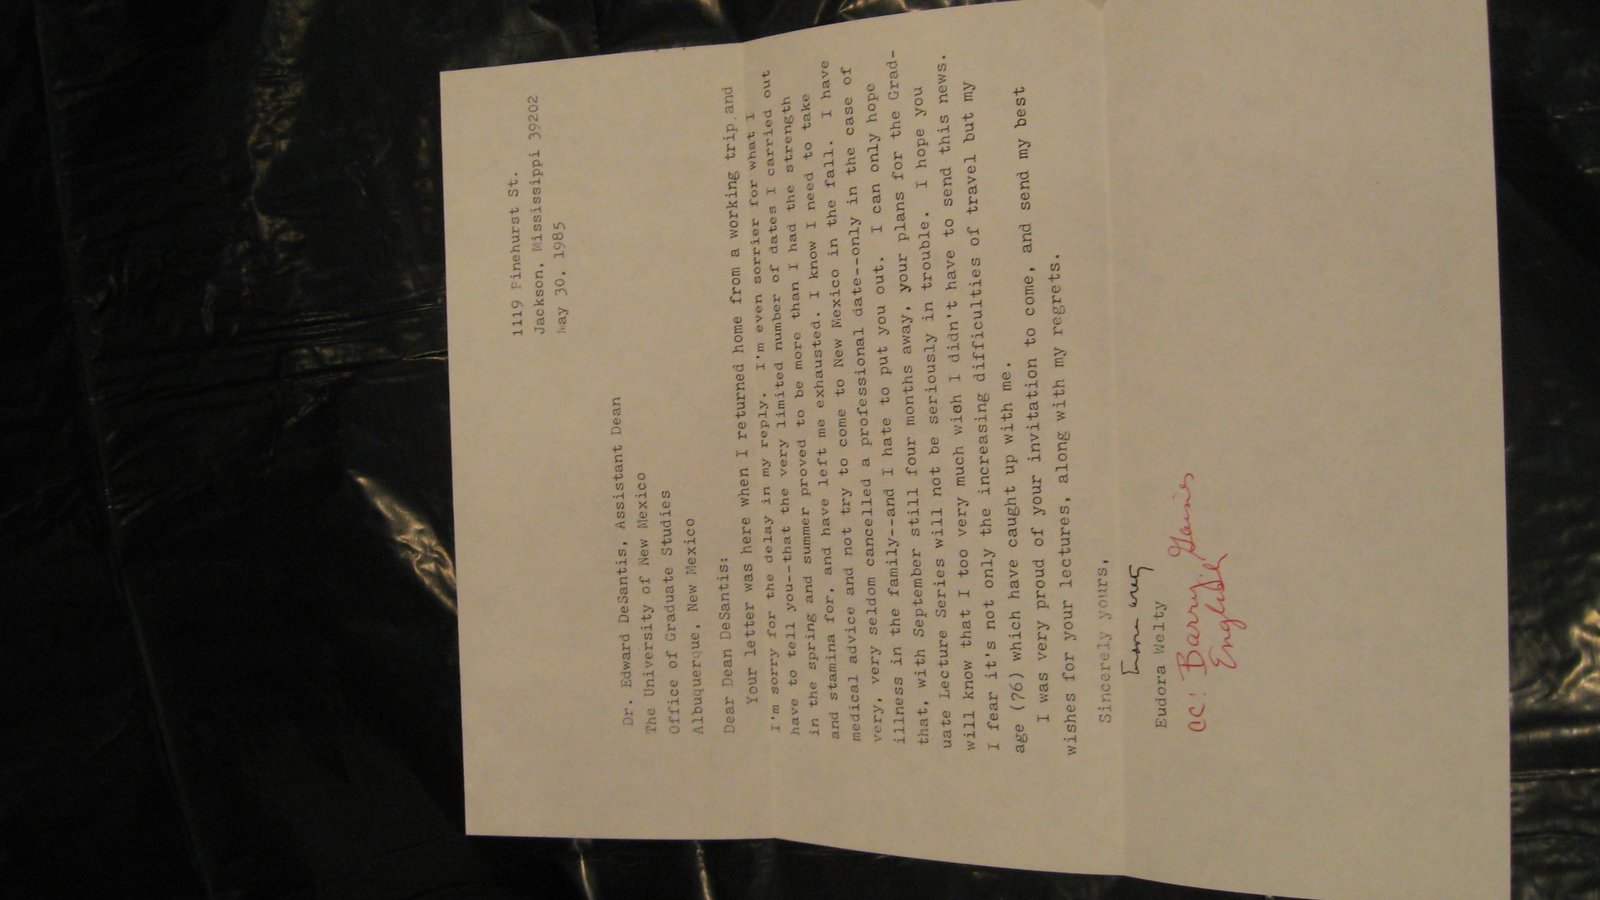 1119 Pinehurst St.
Jackson, Mississippi 39202
May 30, 1985
Dr. Edward DeSantis, Assistant Dean
The University of New Mexico
Office of Graduate Studies
Albuquerque, New Mexico
Dear Dean DeSantis:
Your letter was here when I returned home from a working trip and
I'm sorry for the delay in my reply. I'm even sorrier for what I
have to tell you--that the very limited number of dates I carried out
in the spring and summer proved to be more than I had the strength
and stamina for, and have left me exhausted. I know I need to take
medical advice and not try to come to New Mexico in the fall. I have
very, very seldom cancelled a professional date--only in the case of
illness in the family--and I hate to put you out. I can only hope
that, with September still four months away, your plans for the Grad-
uate Lecture Series will not be seriously in trouble. I hope you
will know that I too very much wish I didn't have to send this news.
I fear it's not only the increasing difficulties of travel but my
age (76) which have caught up with me.
I was very proud of your invitation to come, and send my best
wishes for your lectures, along with my regrets.
Sincerely yours,
Eudora Welty
CC: Barry Gaines
English